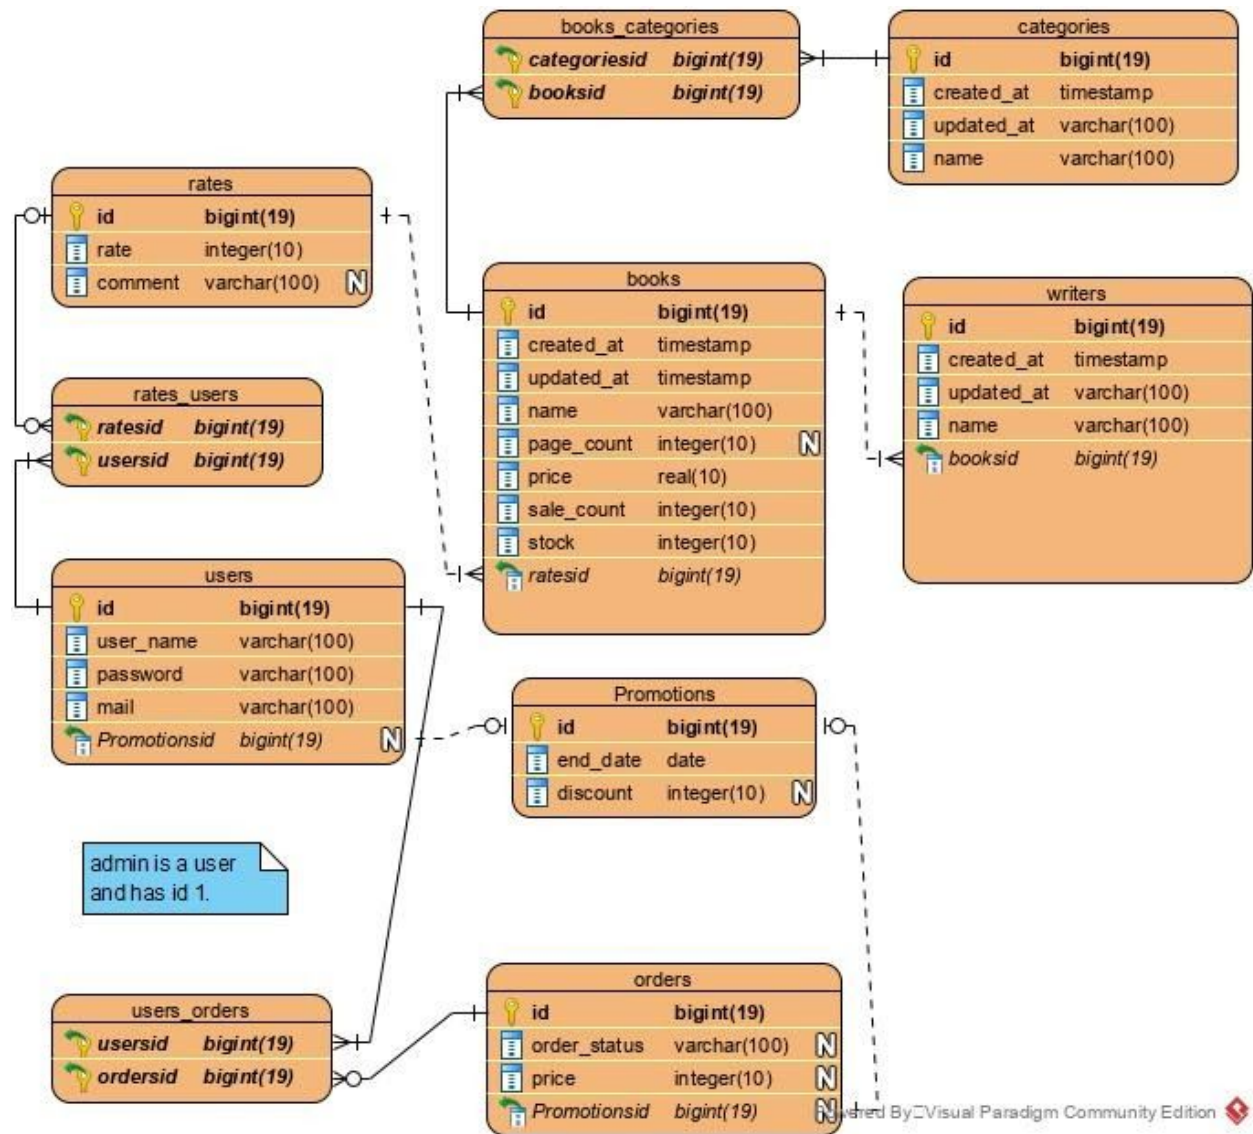 books_categories
categoriesid bigint(19)
booksid bigint(19)
categories
id bigint(19)
created_at timestamp
updated_at varchar(100)
name varchar(100)
rates
id bigint(19)
rate integer(10)
comment varchar(100) N
books
id bigint(19)
created_at timestamp
updated_at timestamp
name varchar(100)
page_count integer(10) N
price real(10)
sale_count integer(10)
stock integer(10)
ratesid bigint(19)
writers
id bigint(19)
created_at timestamp
updated_at varchar(100)
name varchar(100)
booksid bigint(19)
rates_users
ratesid bigint(19)
usersid bigint(19)
users
id bigint(19)
user_name varchar(100)
password varchar(100)
mail varchar(100)
Promotionsid bigint(19) N
Promotions
id bigint(19)
end_date date
discount integer(10) N
admin is a user
and has id 1.
users_orders
usersid bigint(19)
ordersid bigint(19)
orders
id bigint(19)
order_status varchar(100) N
price integer(10) N
Promotionsid bigint(19) N
Powered By Visual Paradigm Community Edition